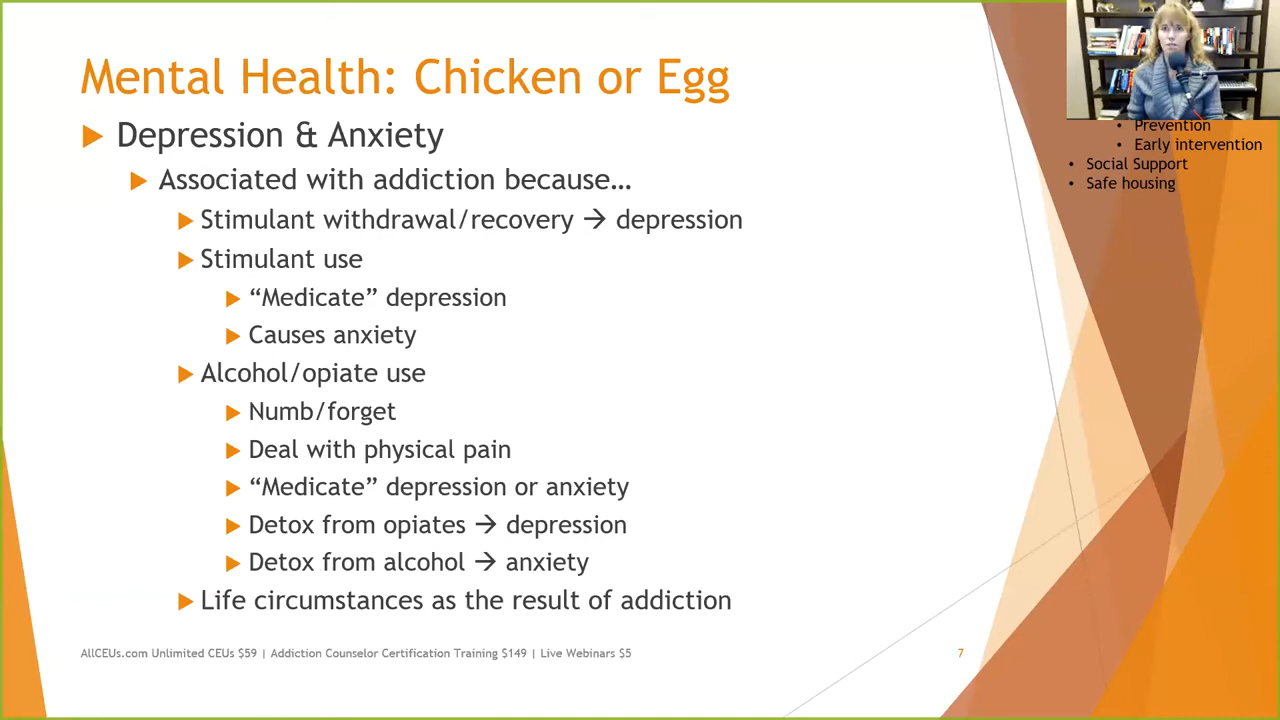 Mental Health: Chicken or Egg
Depression & Anxiety
Associated with addiction because…
Stimulant withdrawal/recovery → depression
Stimulant use
“Medicate” depression
Causes anxiety
Alcohol/opiate use
Numb/forget
Deal with physical pain
“Medicate” depression or anxiety
Detox from opiates → depression
Detox from alcohol → anxiety
Life circumstances as the result of addiction
• Prevention
• Early intervention
• Social Support
• Safe housing
AllCEUs.com Unlimited CEUs $59 | Addiction Counselor Certification Training $149 | Live Webinars $5
7